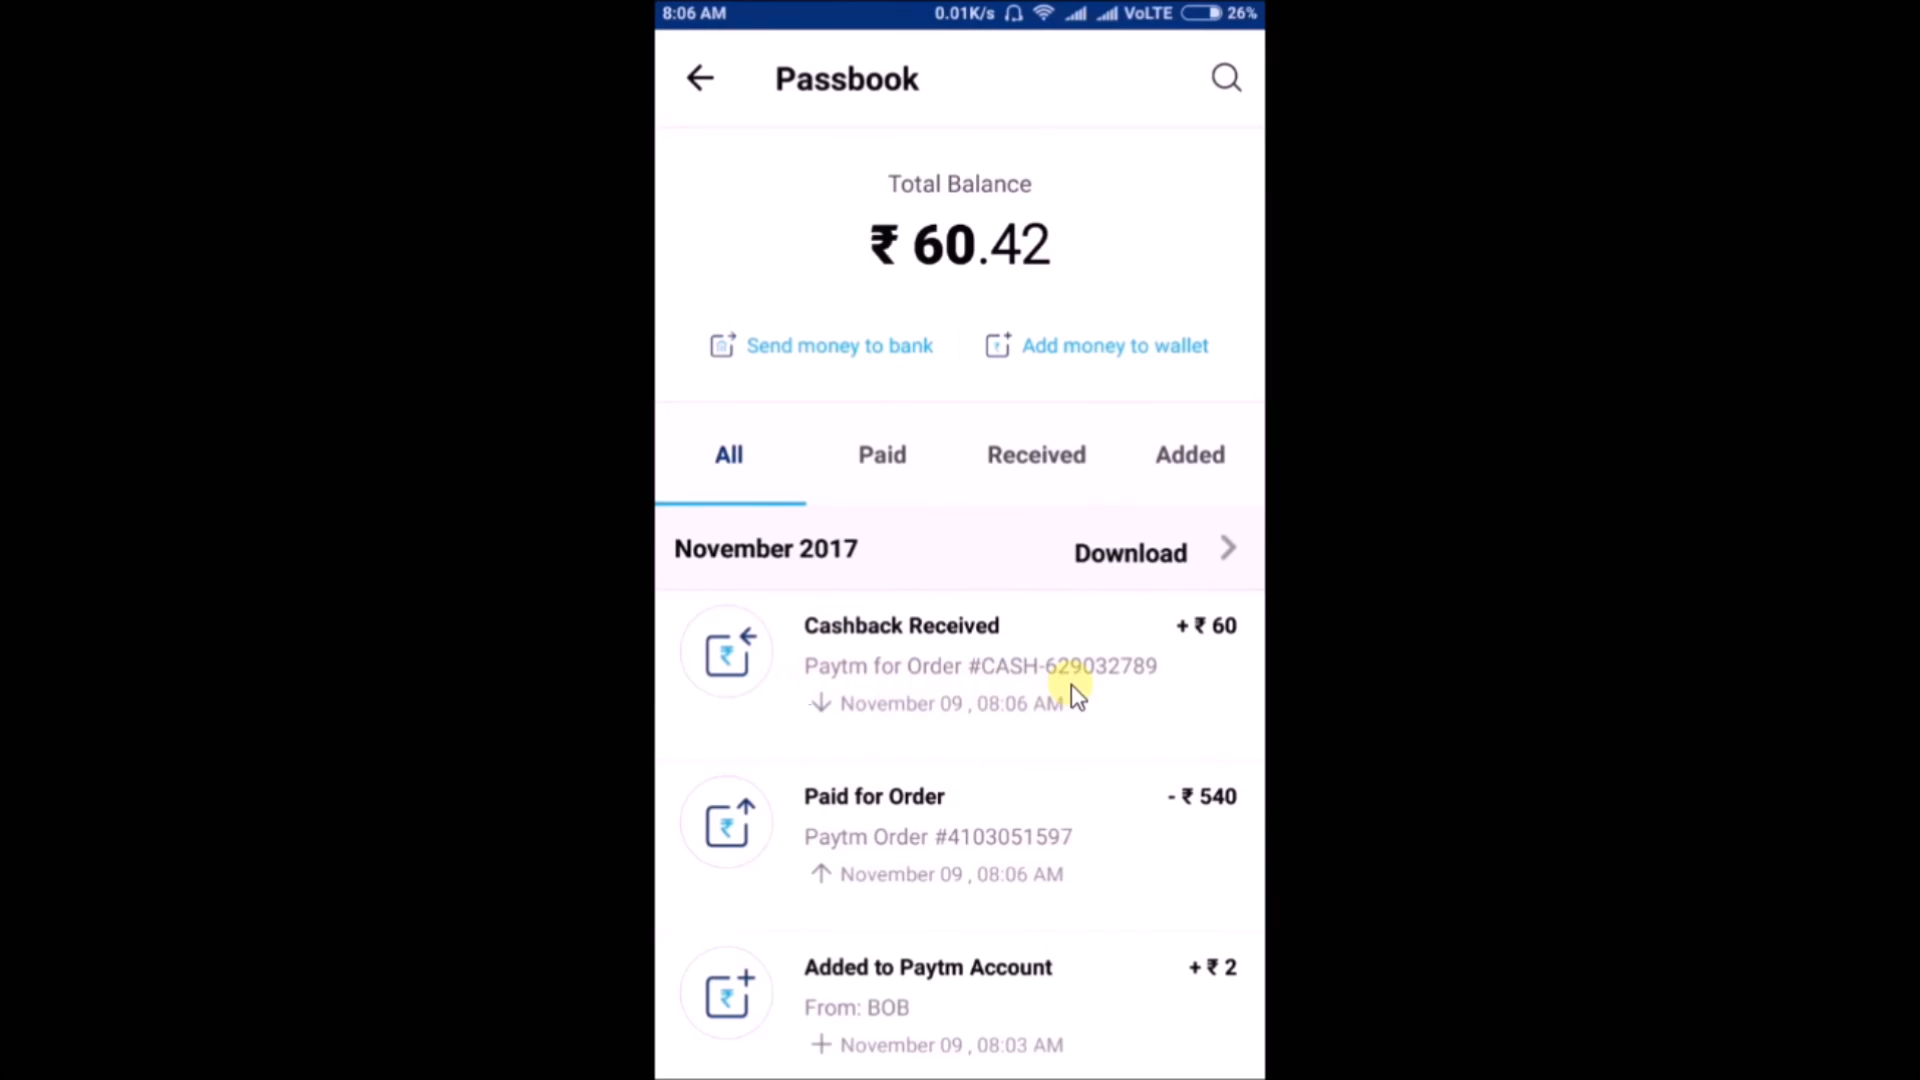 8:06 AM 0.01K/s VoLTE 26%
Passbook
Total Balance
₹ 60.42
Send money to bank Add money to wallet
All Paid Received Added
November 2017 Download
Cashback Received + ₹ 60
Paytm for Order #CASH-629032789
November 09 , 08:06 AM
Paid for Order - ₹ 540
Paytm Order #4103051597
November 09 , 08:06 AM
Added to Paytm Account + ₹ 2
From: BOB
November 09 , 08:03 AM